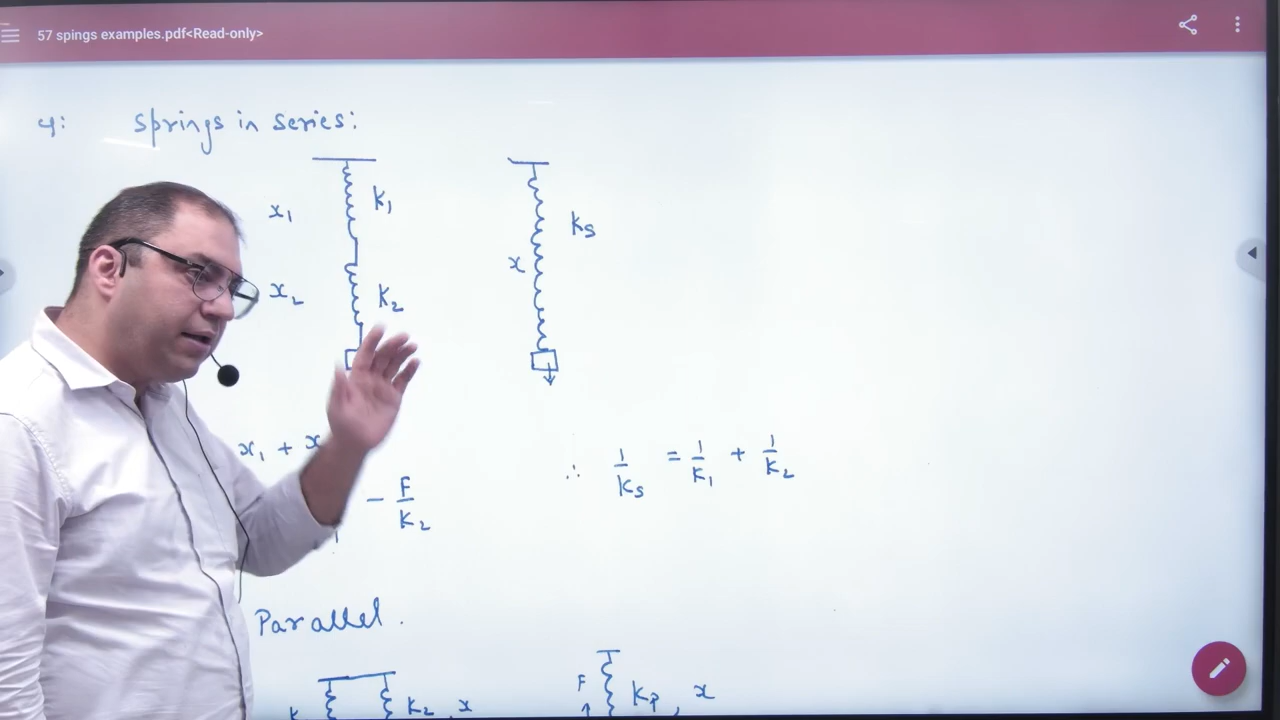 57 spings examples.pdf<Read-only>
4: Springs in series:
x₁ k₁
x₂ k₂
x ks
x₁ + x
- F/K₂
∴ 1/Ks = 1/K₁ + 1/K₂
Parallel.
k K₂, x
F Kp, x